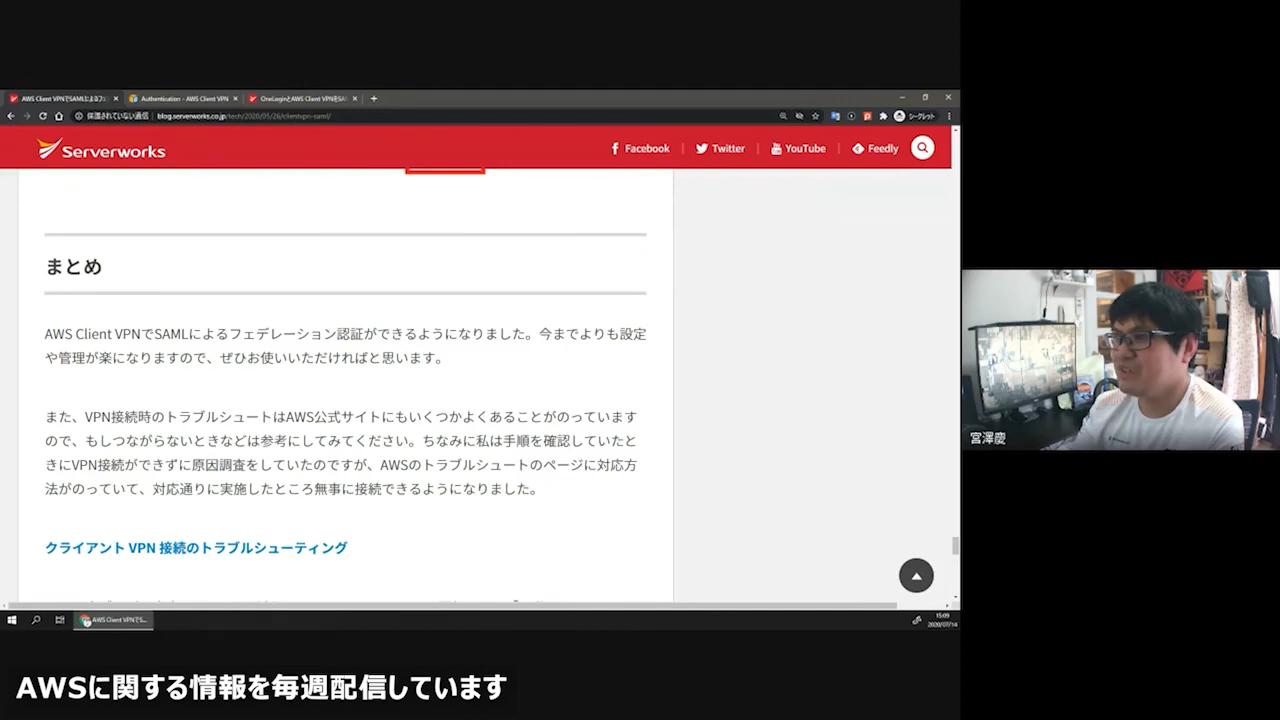 AWS Client VPNでSAMLによるフェ
Authentication - AWS Client VPN
OneLoginとAWS Client VPNをSA
保護されていない通信
blog.serverworks.co.jp/tech/2020/05/26/clientvpn-saml/
シークレット
Serverworks
Facebook
Twitter
YouTube
Feedly
まとめ
AWS Client VPNでSAMLによるフェデレーション認証ができるようになりました。今までよりも設定
や管理が楽になりますので、ぜひお使いいただければと思います。
また、VPN接続時のトラブルシュートはAWS公式サイトにもいくつかよくあることがのっています
ので、もしつながらないときなどは参考にしてみてください。ちなみに私は手順を確認していたと
きにVPN接続ができずに原因調査をしていたのですが、AWSのトラブルシュートのページに対応方
法がのっていて、対応通りに実施したところ無事に接続できるようになりました。
クライアント VPN 接続のトラブルシューティング
宮澤慶
AWS Client VPNでS...
15:09
2020/07/14
AWSに関する情報を毎週配信しています